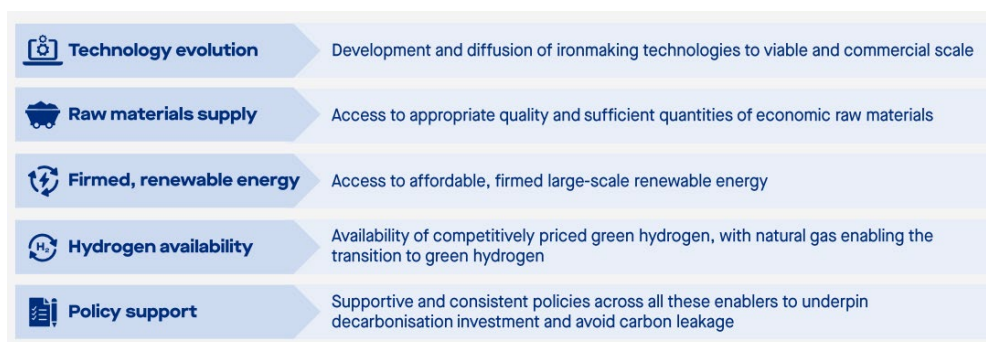 Technology evolution
Development and diffusion of ironmaking technologies to viable and commercial scale
Raw materials supply
Access to appropriate quality and sufficient quantities of economic raw materials
Firmed, renewable energy
Access to affordable, firmed large-scale renewable energy
H₂
Hydrogen availability
Availability of competitively priced green hydrogen, with natural gas enabling the
transition to green hydrogen
Policy support
Supportive and consistent policies across all these enablers to underpin
decarbonisation investment and avoid carbon leakage